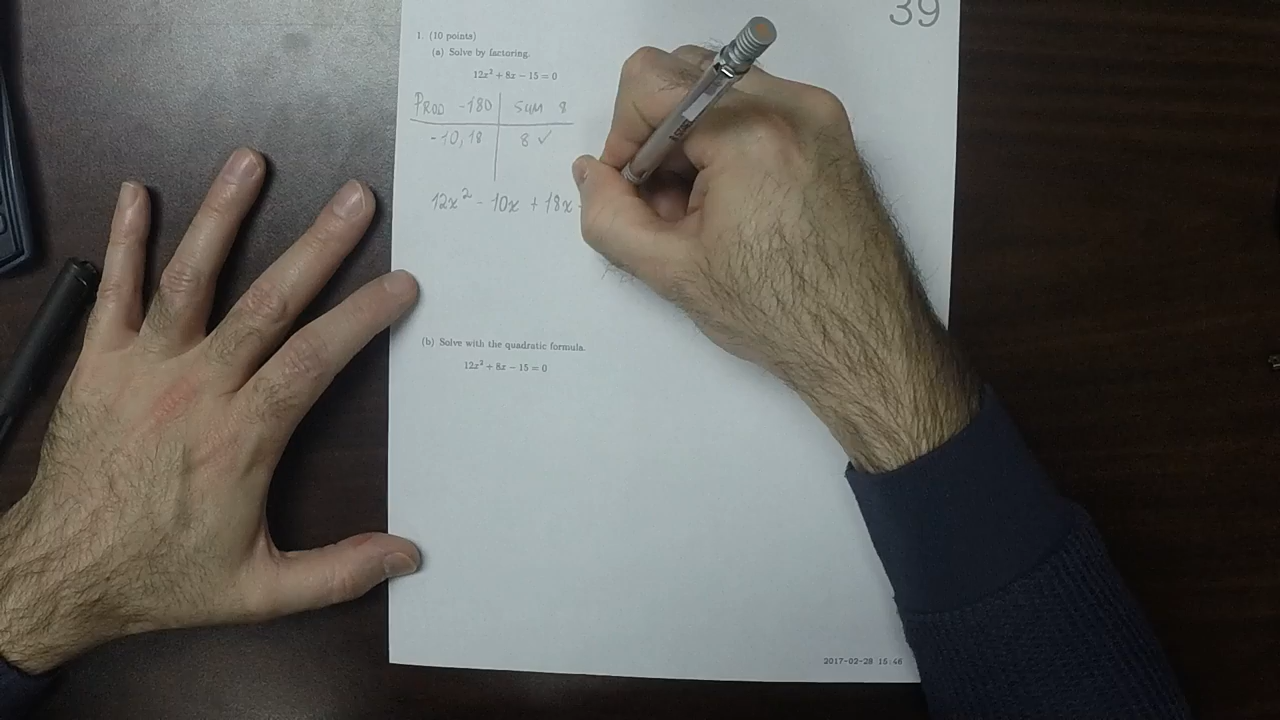 39
1. (10 points)
(a) Solve by factoring.
12x² + 8x − 15 = 0
PROD -180 | SUM 8
-10, 18 | 8 ✓
12x² - 10x + 18x -
(b) Solve with the quadratic formula.
12x² + 8x − 15 = 0
2017-02-28 15:46